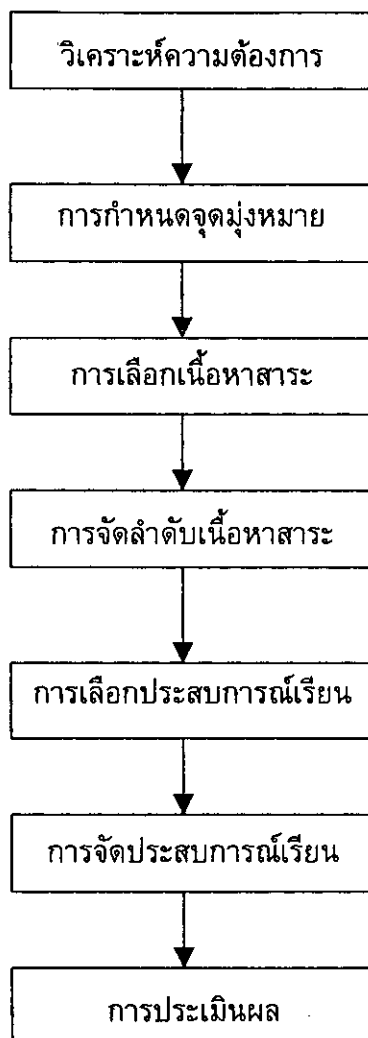 วิเคราะห์ความต้องการ
การกำหนดจุดมุ่งหมาย
การเลือกเนื้อหาสาระ
การจัดลำดับเนื้อหาสาระ
การเลือกประสบการณ์เรียน
การจัดประสบการณ์เรียน
การประเมินผล